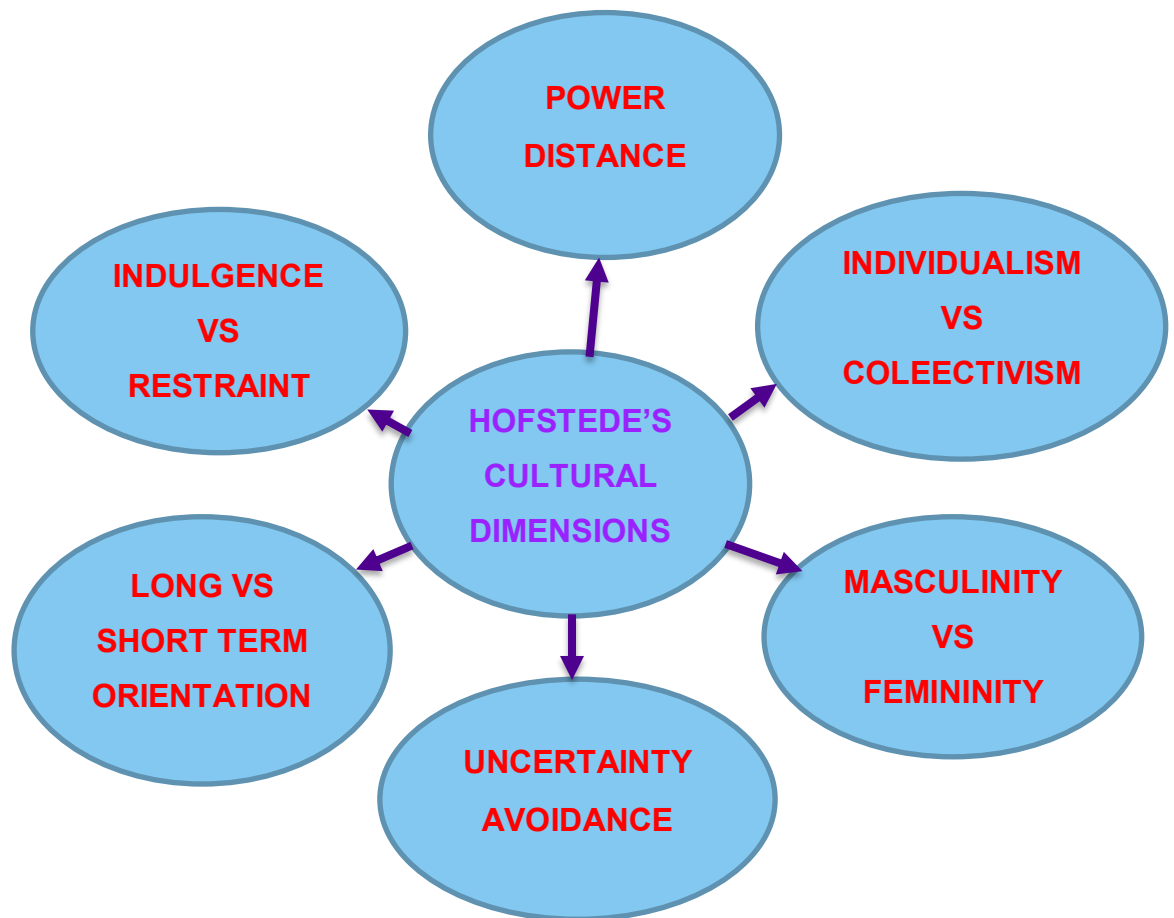 POWER
DISTANCE
INDIVIDUALISM
VS
COLEECTIVISM
INDULGENCE
VS
RESTRAINT
HOFSTEDE’S
CULTURAL
DIMENSIONS
LONG VS
SHORT TERM
ORIENTATION
MASCULINITY
VS
FEMININITY
UNCERTAINTY
AVOIDANCE